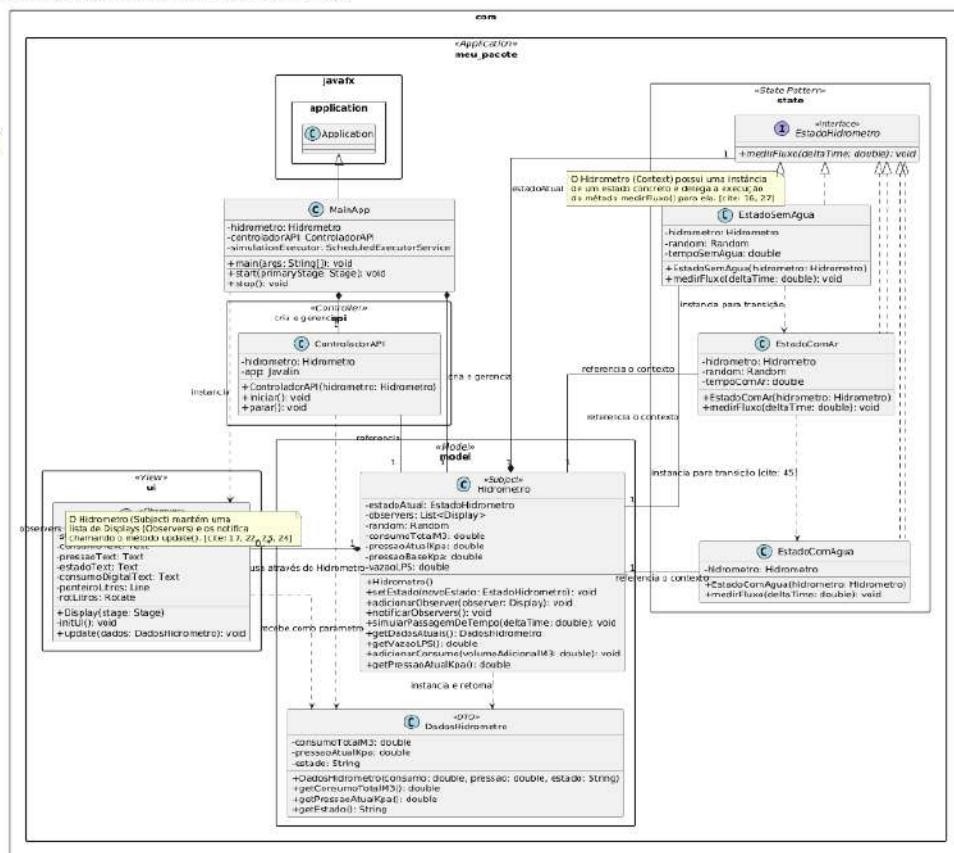 com
«Application»
meu_pacote
javafx
application
C Application
MainApp
-hidrometro: Hidrometro
-controladorAPI: ControladorAPI
-simulationExecutor: ScheduledExecutorService
+main(args: String[]): void
+start(primaryStage: Stage): void
+stop(): void
«State Pattern»
state
«Interface»
EstadoHidrometro
+medirFluxo(deltaTime: double): void
1
estadoAtual
O Hidrometro (Context) possui uma instância
de um estado concreto e delega a execução
do método medirFluxo() para ele. [cite: 16, 27]
EstadoSemAgua
-hidrometro: Hidrometro
-random: Random
-tempoSemAgua: double
+EstadoSemAgua(hidrometro: Hidrometro)
+medirFluxo(deltaTime: double): void
instancia para transição
EstadoComAr
-hidrometro: Hidrometro
-random: Random
-tempoComAr: double
+EstadoComAr(hidrometro: Hidrometro)
+medirFluxo(deltaTime: double): void
instancia para transição [cite: 45]
EstadoComAgua
-hidrometro: Hidrometro
+EstadoComAgua(hidrometro: Hidrometro)
+medirFluxo(deltaTime: double): void
«Controller»
cria e gerencia
api
ControladorAPI
-hidrometro: Hidrometro
-app: Javalin
+ControladorAPI(hidrometro: Hidrometro)
+iniciar(): void
+parar(): void
instancia
cria e gerencia
referencia o contexto
referencia o contexto
referencia o contexto
referencia
1
1
1
1
1
1
«Model»
model
«Subject»
Hidrometro
-estadoAtual: EstadoHidrometro
-observers: List<Display>
-random: Random
-consumoTotalM3: double
-pressaoAtualKpa: double
-pressaoBaseKpa: double
-vazaoLPS: double
+Hidrometro()
+setEstado(novoEstado: EstadoHidrometro): void
+adicionarObserver(observer: Display): void
+notificarObservers(): void
+simularPassagemDeTempo(deltaTime: double): void
+getDadosAtuais(): DadosHidrometro
+getVazaoLPS(): double
+adicionarConsumo(volumeAdicionalM3: double): void
+getPressaoAtualKpa(): double
instancia e retorna
«DTO»
DadosHidrometro
-consumoTotalM3: double
-pressaoAtualKpa: double
-estado: String
+DadosHidrometro(consumo: double, pressao: double, estado: String)
+getConsumoTotalM3(): double
+getPressaoAtualKpa(): double
+getEstado(): String
«View»
ui
observers
O Hidrometro (Subject) mantém uma
lista de Displays (Observers) e os notifica
chamando o método update(). [cite: 17, 22, 23, 24]
-consumoText: Text
-pressaoText: Text
-estadoText: Text
-consumoDigitalText: Text
-ponteiroLitros: Line
-rotLitros: Rotate
+Display(stage: Stage)
-initUI(): void
+update(dados: DadosHidrometro): void
0..*
usa através do Hidrometro
recebe como parametro